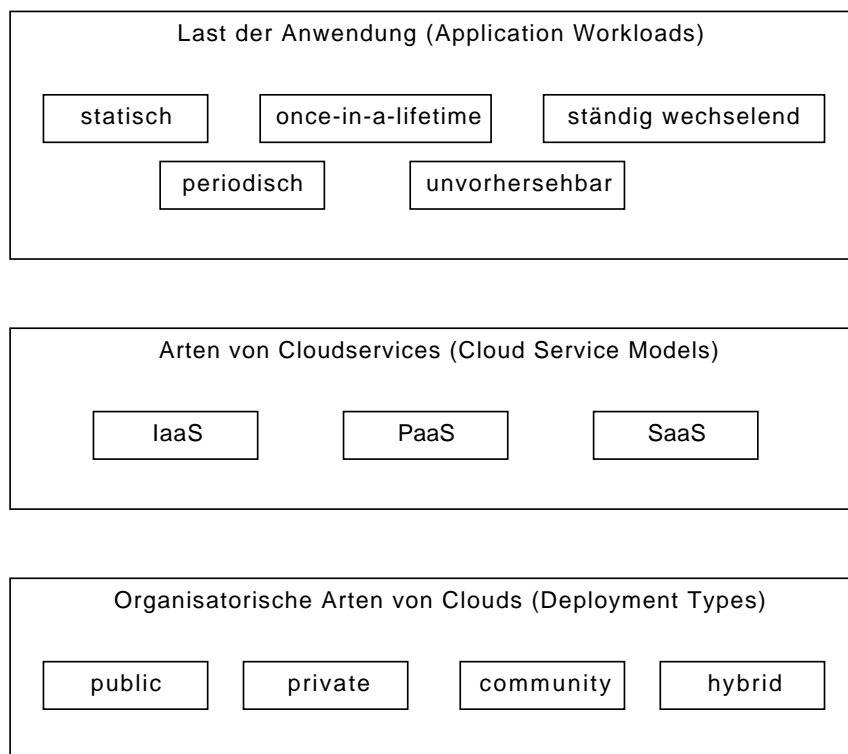 Last der Anwendung (Application Workloads)
statisch once-in-a-lifetime ständig wechselend
periodisch unvorhersehbar
Arten von Cloudservices (Cloud Service Models)
IaaS PaaS SaaS
Organisatorische Arten von Clouds (Deployment Types)
public private community hybrid